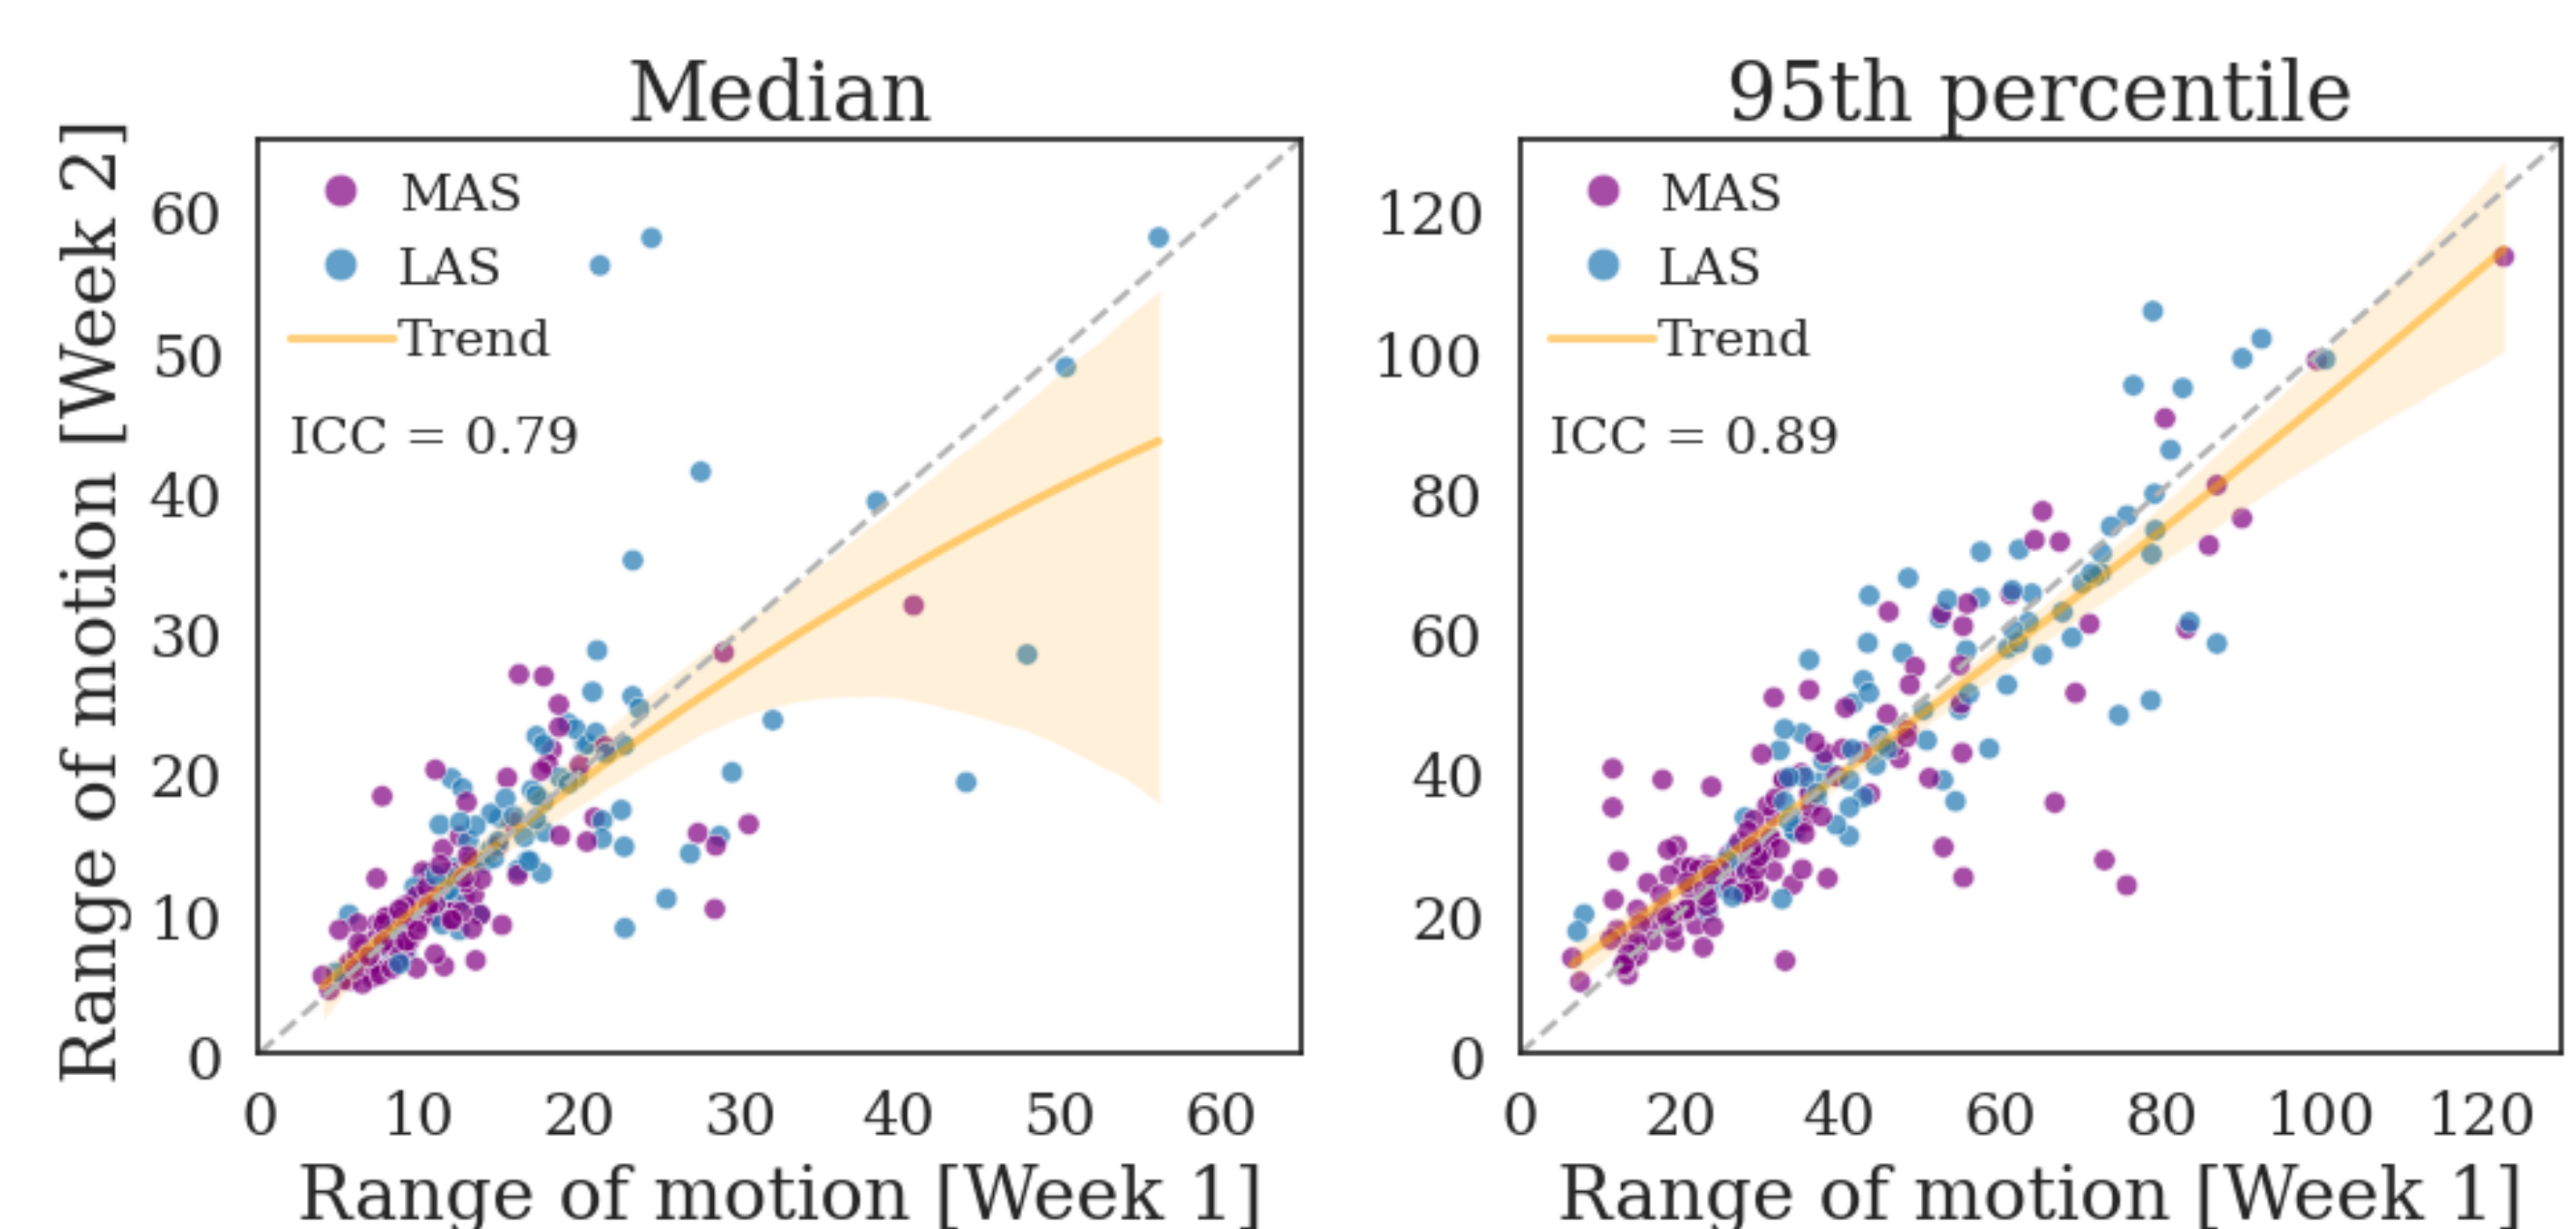 Median
Range of motion [Week 2]
60
50
40
30
20
10
0
MAS
LAS
Trend
ICC = 0.79
0 10 20 30 40 50 60
Range of motion [Week 1]
95th percentile
120
100
80
60
40
20
0
MAS
LAS
Trend
ICC = 0.89
0 20 40 60 80 100 120
Range of motion [Week 1]